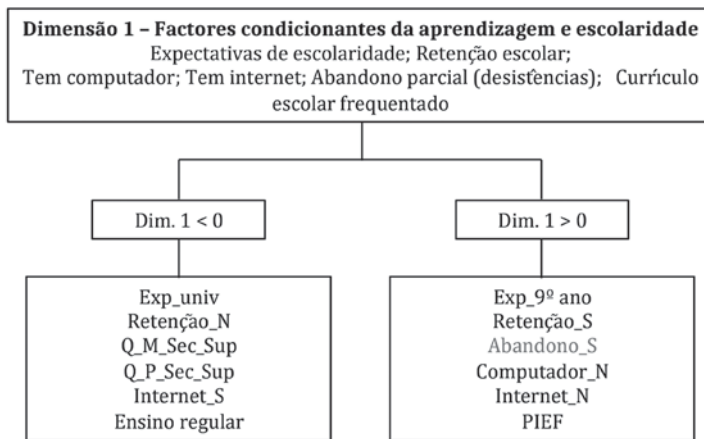 Dimensão 1 – Factores condicionantes da aprendizagem e escolaridade
Expectativas de escolaridade; Retenção escolar;
Tem computador; Tem internet; Abandono parcial (desistências); Currículo
escolar frequentado
Dim. 1 < 0
Dim. 1 > 0
Exp_univ
Retenção_N
Q_M_Sec_Sup
Q_P_Sec_Sup
Internet_S
Ensino regular
Exp_9º ano
Retenção_S
Abandono_S
Computador_N
Internet_N
PIEF